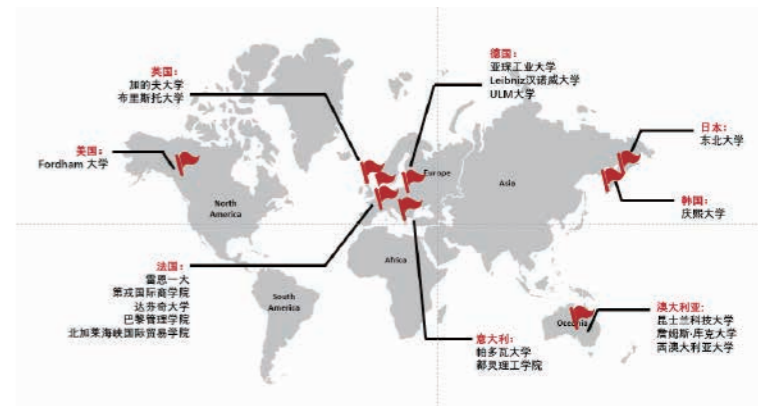 英国：
加的夫大学
布里斯托大学
德国：
亚琛工业大学
Leibniz汉诺威大学
ULM大学
日本：
东北大学
美国：
Fordham 大学
Europe
Asia
North
America
韩国：
庆熙大学
法国：
雷恩一大
第戎国际商学院
达芬奇大学
巴黎管理学院
北加莱海峡国际贸易学院
Africa
South
America
意大利：
帕多瓦大学
都灵理工学院
Oceania
澳大利亚:
昆士兰科技大学
詹姆斯·库克大学
西澳大利亚大学